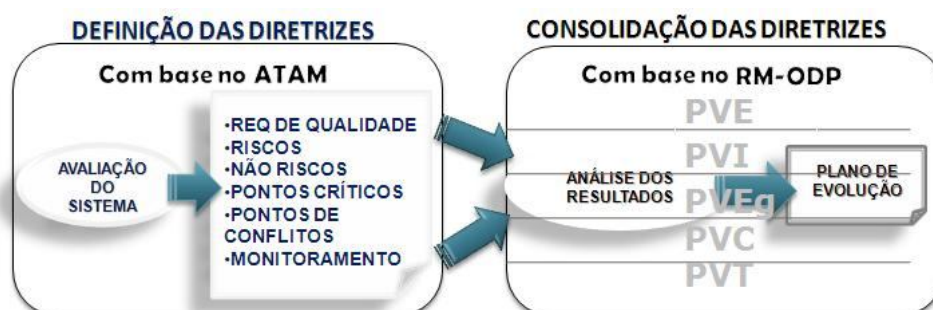 DEFINIÇÃO DAS DIRETRIZES
Com base no ATAM
AVALIAÇÃO
DO
SISTEMA
•REQ DE QUALIDADE
•RISCOS
•NÃO RISCOS
•PONTOS CRÍTICOS
•PONTOS DE
CONFLITOS
•MONITORAMENTO
CONSOLIDAÇÃO DAS DIRETRIZES
Com base no RM-ODP
PVE
PVI
ANÁLISE DOS
RESULTADOS
PVEg
PVC
PVT
PLANO DE
EVOLUÇÃO